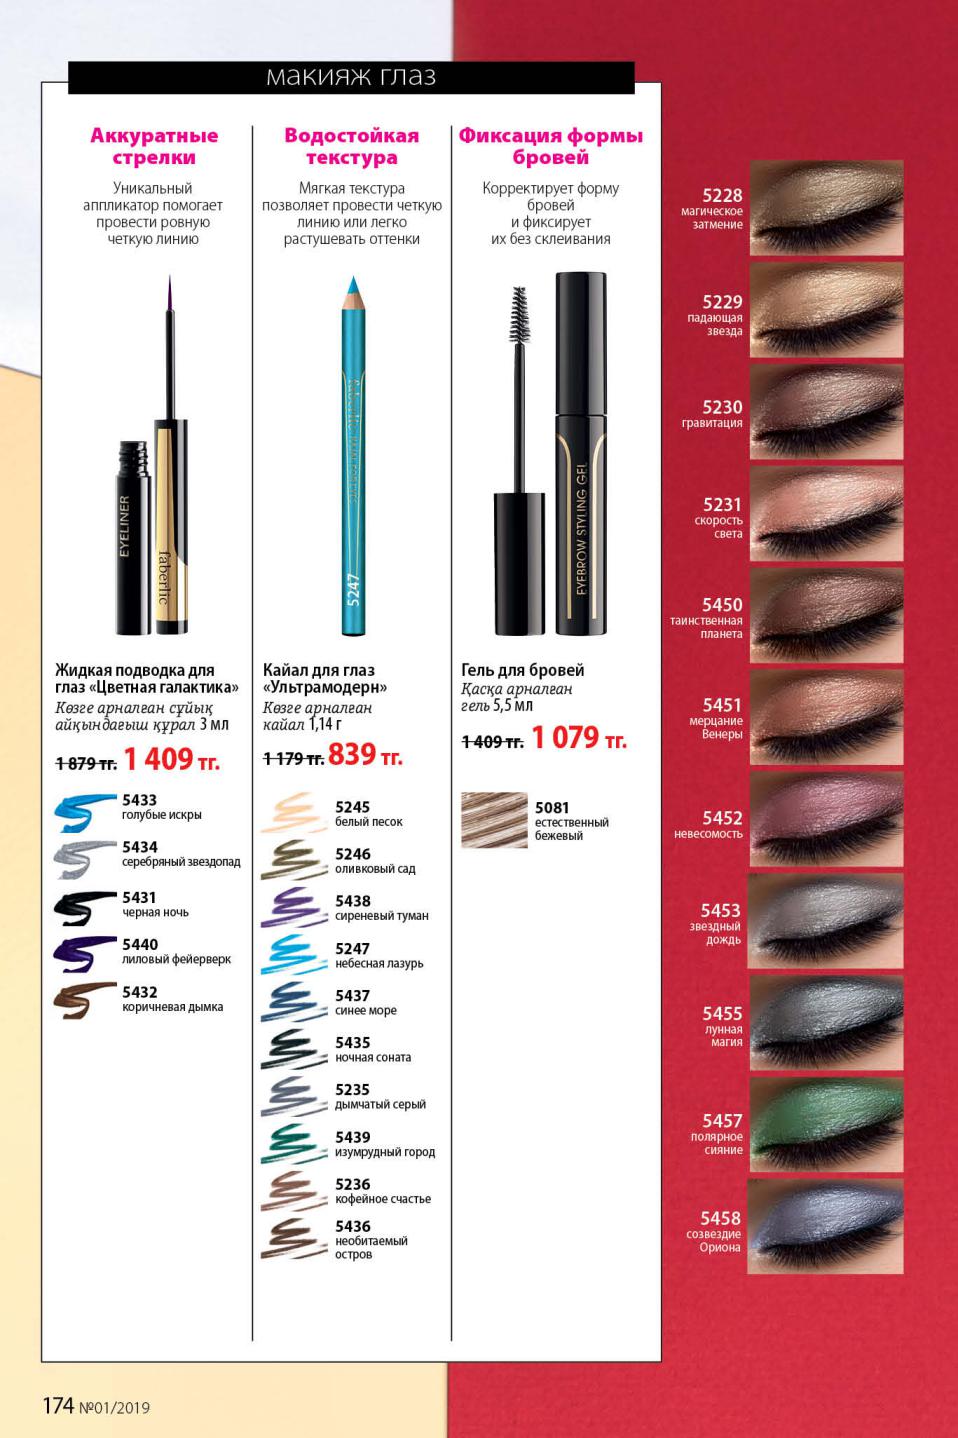 макияж глаз
Аккуратные
стрелки
Уникальный
аппликатор помогает
провести ровную
четкую линию
EYELINER
faberlic
Жидкая подводка для
глаз «Цветная галактика»
Көзге арналған сұйық
айқындағыш құрал 3 мл
1 879 тг. 1 409 тг.
5433
голубые искры
5434
серебряный звездопад
5431
черная ночь
5440
лиловый фейерверк
5432
коричневая дымка
Водостойкая
текстура
Мягкая текстура
позволяет провести четкую
линию или легко
растушевать оттенки
faberlic
5247
Кайал для глаз
«Ультрамодерн»
Көзге арналған
кайал 1,14 г
1 179 тг. 839 тг.
5245
белый песок
5246
оливковый сад
5438
сиреневый туман
5247
небесная лазурь
5437
синее море
5435
ночная соната
5235
дымчатый серый
5439
изумрудный город
5236
кофейное счастье
5436
необитаемый
остров
Фиксация формы
бровей
Корректирует форму
бровей
и фиксирует
их без склеивания
EYEBROW STYLING GEL
Гель для бровей
Қасқа арналған
гель 5,5 мл
1 409 тг. 1 079 тг.
5081
естественный
бежевый
5228
магическое
затмение
5229
падающая
звезда
5230
гравитация
5231
скорость
света
5450
таинственная
планета
5451
мерцание
Венеры
5452
невесомость
5453
звездный
дождь
5455
лунная
магия
5457
полярное
сияние
5458
созвездие
Ориона
174 №01/2019